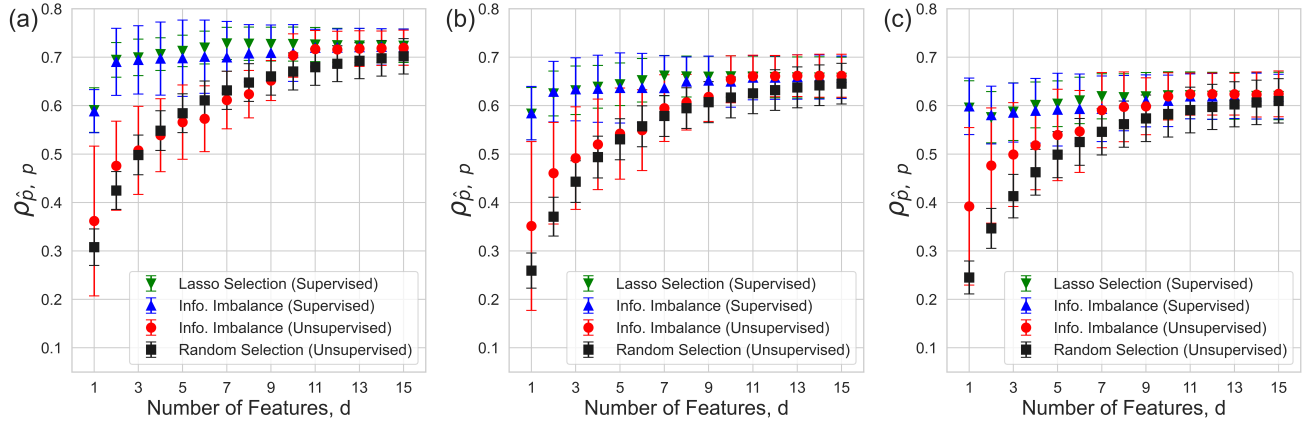 (a)
0.8
0.7
0.6
0.5
0.4
0.3
0.2
0.1
ρp̂, p
Lasso Selection (Supervised)
Info. Imbalance (Supervised)
Info. Imbalance (Unsupervised)
Random Selection (Unsupervised)
1 3 5 7 9 11 13 15
Number of Features, d
(b)
0.8
0.7
0.6
0.5
0.4
0.3
0.2
0.1
ρp̂, p
Lasso Selection (Supervised)
Info. Imbalance (Supervised)
Info. Imbalance (Unsupervised)
Random Selection (Unsupervised)
1 3 5 7 9 11 13 15
Number of Features, d
(c)
0.8
0.7
0.6
0.5
0.4
0.3
0.2
0.1
ρp̂, p
Lasso Selection (Supervised)
Info. Imbalance (Supervised)
Info. Imbalance (Unsupervised)
Random Selection (Unsupervised)
1 3 5 7 9 11 13 15
Number of Features, d